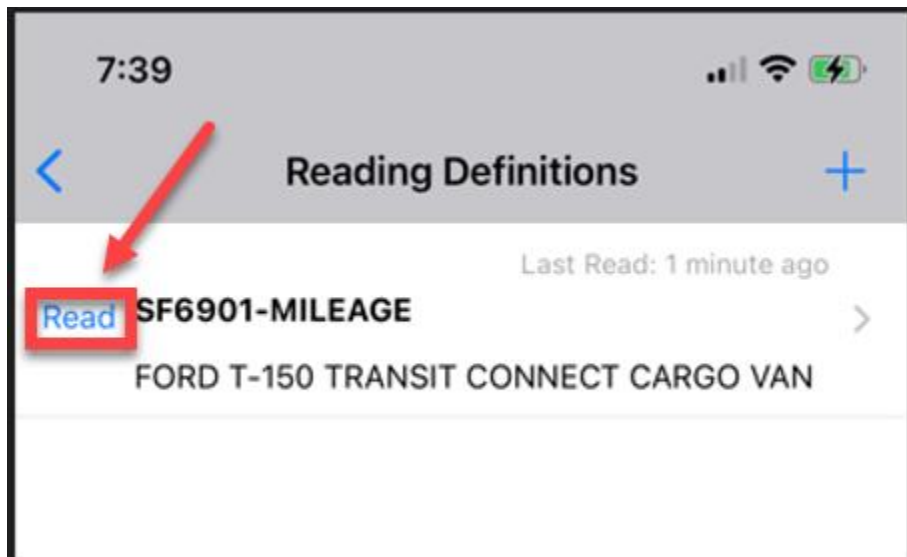 7:39
Reading Definitions
Last Read: 1 minute ago
Read SF6901-MILEAGE
FORD T-150 TRANSIT CONNECT CARGO VAN